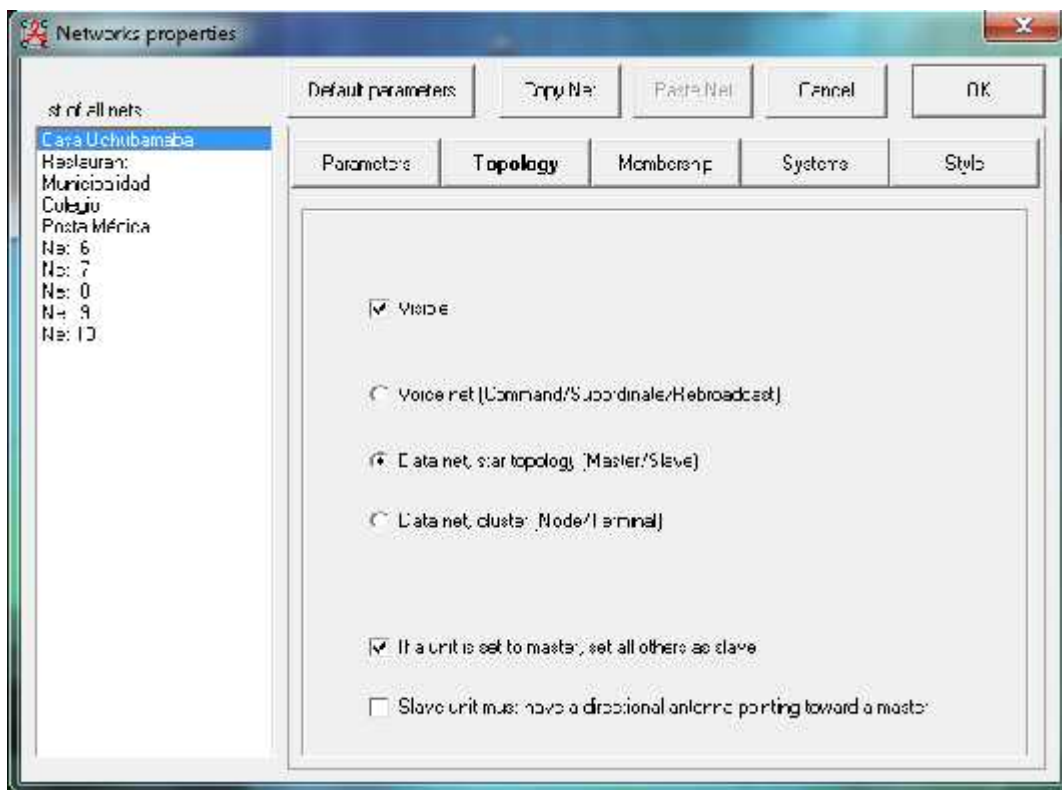 Networks properties
List of all nets
Default parameters
Copy Net
Paste Net
Cancel
OK
Casa Uchubamaba
Restaurant
Municipalidad
Colegio
Posta Médica
Net 6
Net 7
Net 8
Net 9
Net 10
Parameters
Topology
Membership
Systems
Style
Visible
Voice net (Command/Subordinate/Rebroadcast)
Data net, star topology (Master/Slave)
Data net, cluster (Node/Terminal)
If a unit is set to master, set all others as slave
Slave unit must have a directional antenna pointing toward a master